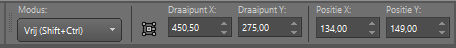 Modus:
Vrij (Shift+Ctrl)
Draaipunt X:
450,50
Draaipunt Y:
275,00
Positie X:
134,00
Positie Y:
149,00